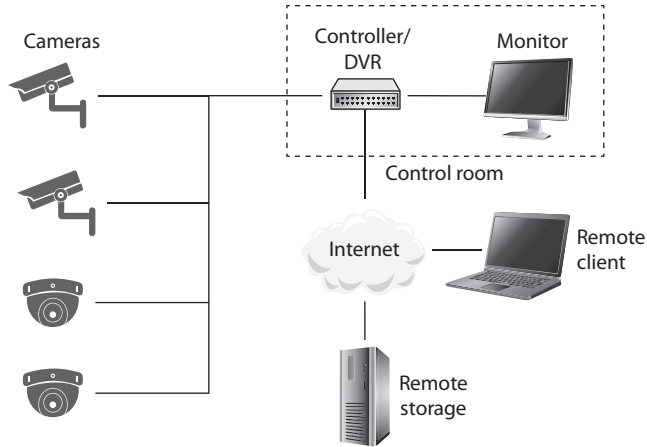 Cameras
Controller/
DVR
Monitor
Control room
Internet
Remote
client
Remote
storage